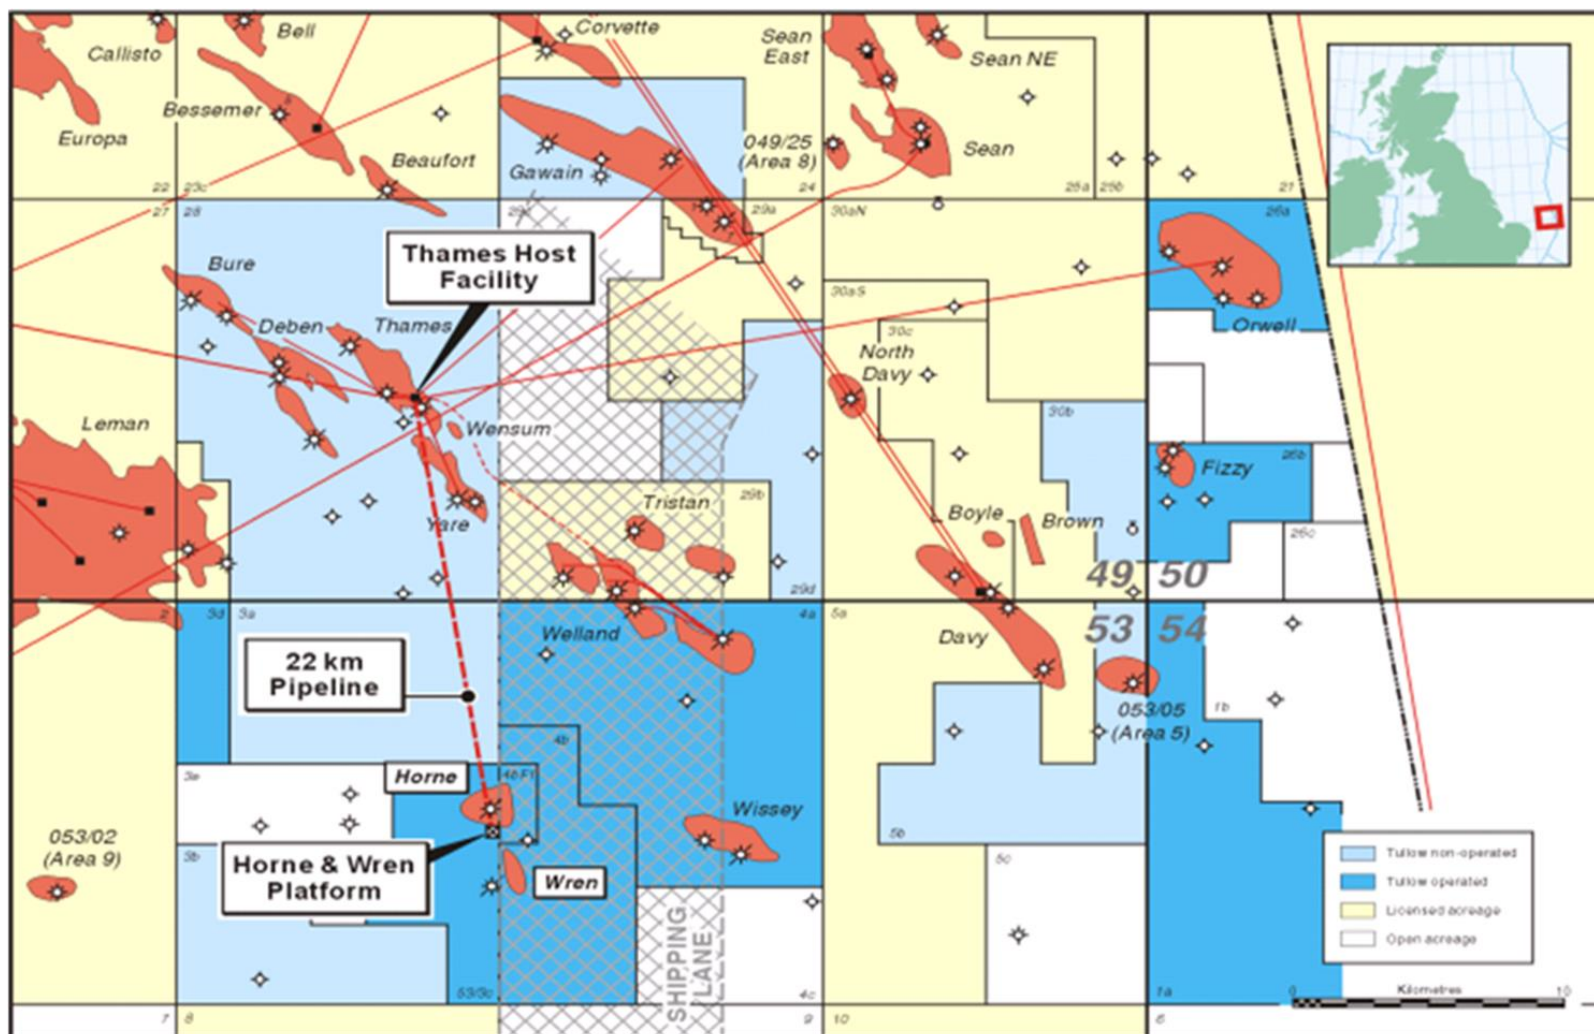 Callisto
Bell
Corvette
Sean
East
Sean NE
Bessemer
Europa
Beaufort
Gawain
049/25
(Area 8)
Sean
22
23c
24
25a
25b
21
27
28
29a
30aN
26a
Thames Host
Facility
Bure
Deben
Thames
30aS
Orwell
30c
North
Davy
Leman
Wensum
30b
Yare
Tristan
29b
Boyle
Brown
Fizzy
26b
26c
49
50
29d
2
3d
3a
4a
5a
53
54
Welland
Davy
22 km
Pipeline
053/05
(Area 5)
1b
4b
3e
Horne
Wissey
053/02
(Area 9)
3b
5b
5c
Horne & Wren
Platform
Wren
Tullow non-operated
Tullow operated
Licensed acreage
Open acreage
SHIPPING
LANE
53/3c
4c
1a
Kilometres
0
10
7
8
9
10
6